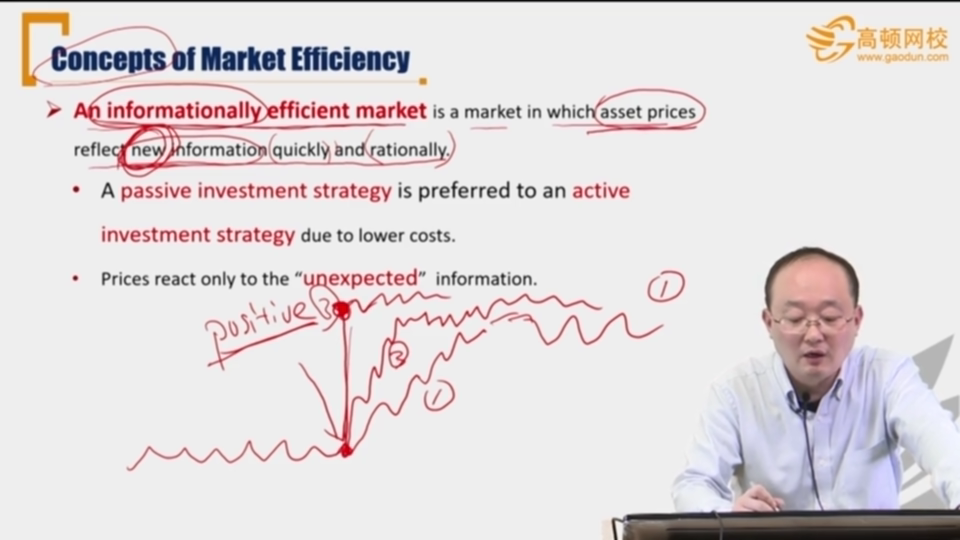 高顿网校
www.gaodun.com
Concepts of Market Efficiency
An informationally efficient market is a market in which asset prices
reflect new information quickly and rationally.
A passive investment strategy is preferred to an active
investment strategy due to lower costs.
Prices react only to the “unexpected” information.
positive ③
①
②
①